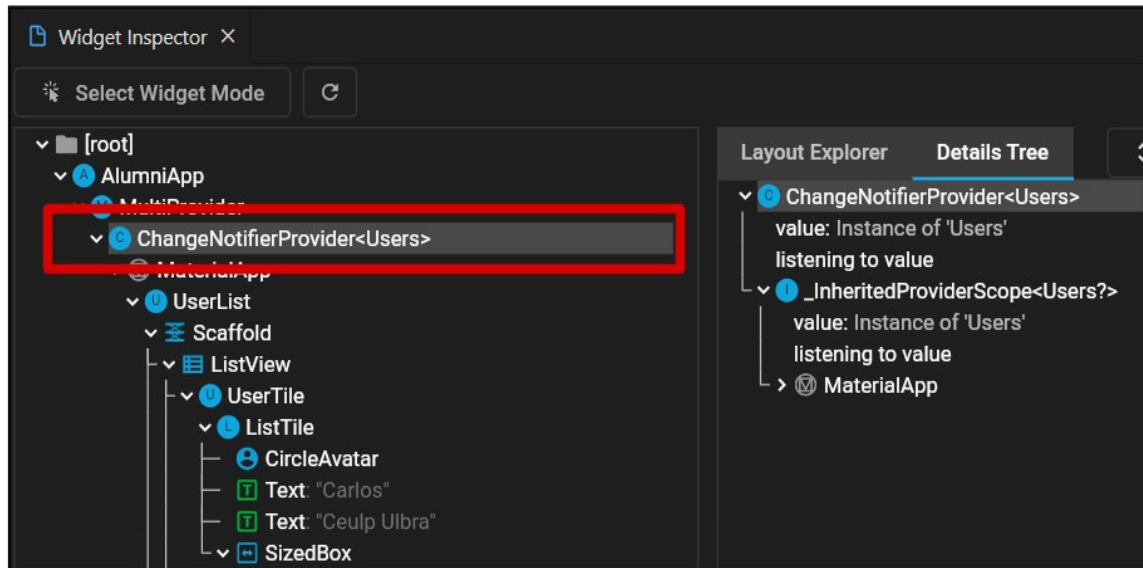 Widget Inspector
Select Widget Mode
[root]
AlumniApp
MultiProvider
ChangeNotifierProvider<Users>
MaterialApp
UserList
Scaffold
ListView
UserTile
ListTile
CircleAvatar
Text: "Carlos"
Text: "Ceulp Ulbra"
SizedBox
Layout Explorer
Details Tree
ChangeNotifierProvider<Users>
value: Instance of 'Users'
listening to value
_InheritedProviderScope<Users?>
value: Instance of 'Users'
listening to value
MaterialApp